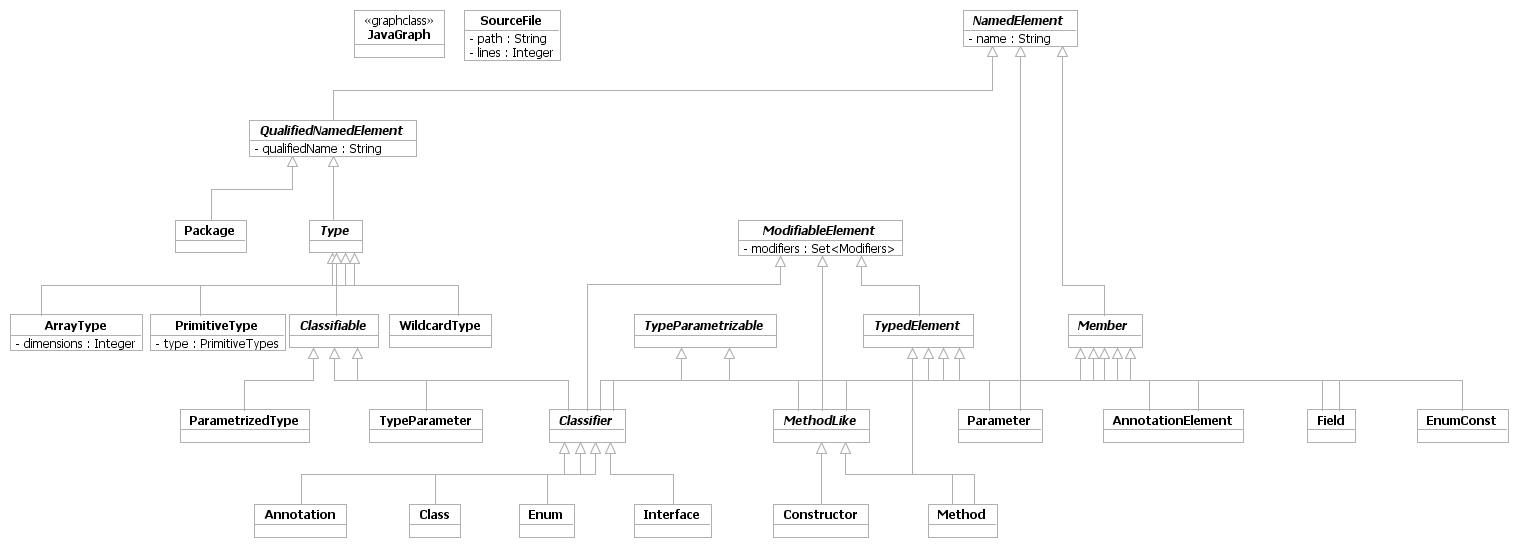 «graphclass»
JavaGraph
SourceFile
- path : String
- lines : Integer
NamedElement
- name : String
QualifiedNamedElement
- qualifiedName : String
Package
Type
ModifiableElement
- modifiers : Set<Modifiers>
ArrayType
- dimensions : Integer
PrimitiveType
- type : PrimitiveTypes
Classifiable
WildcardType
TypeParametrizable
TypedElement
Member
ParametrizedType
TypeParameter
Classifier
MethodLike
Parameter
AnnotationElement
Field
EnumConst
Annotation
Class
Enum
Interface
Constructor
Method